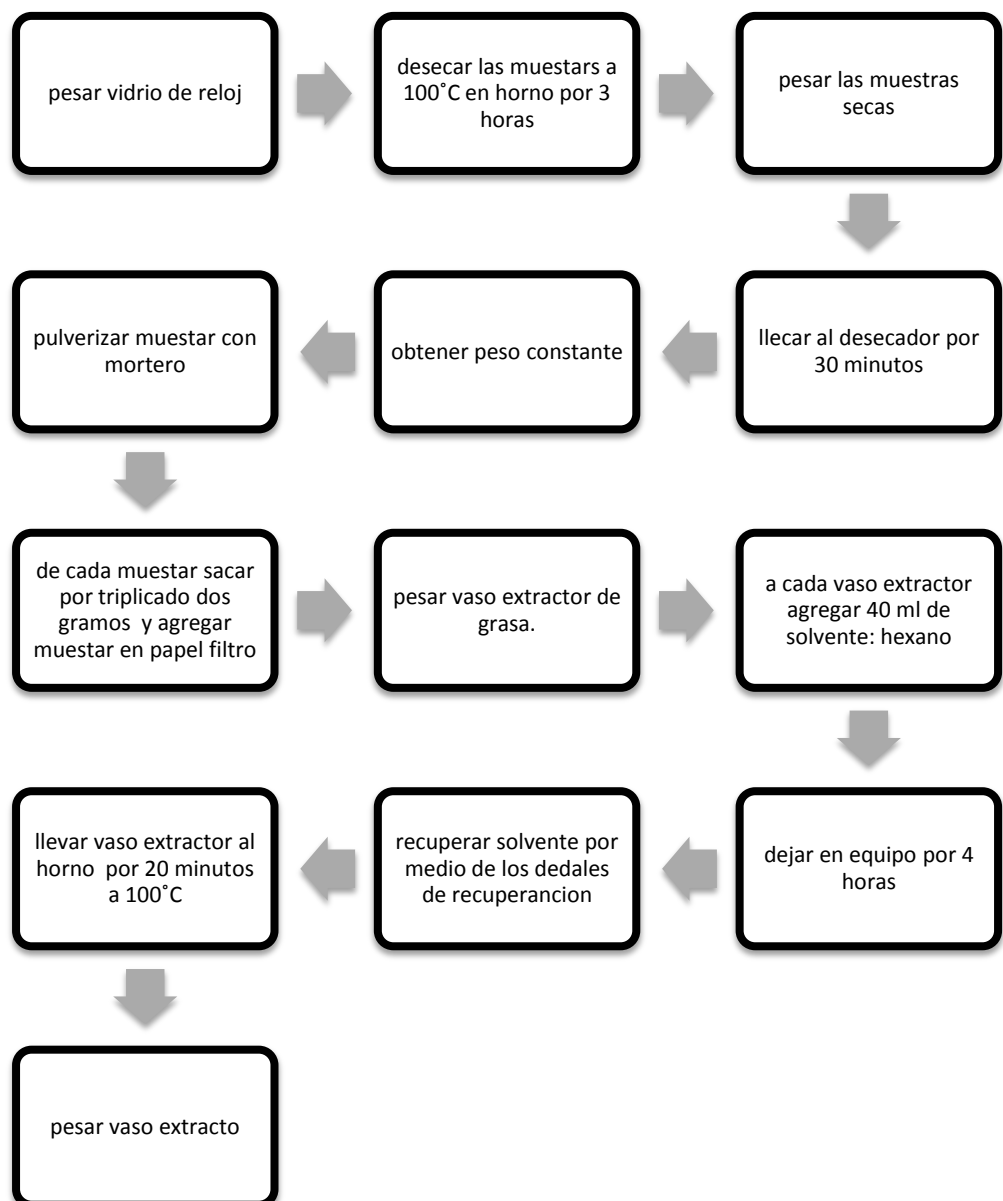 pesar vidrio de reloj
desecar las muestars a
100˚C en horno por 3
horas
pesar las muestras
secas
llecar al desecador por
30 minutos
obtener peso constante
pulverizar muestar con
mortero
de cada muestar sacar
por triplicado dos
gramos y agregar
muestar en papel filtro
pesar vaso extractor de
grasa.
a cada vaso extractor
agregar 40 ml de
solvente: hexano
dejar en equipo por 4
horas
recuperar solvente por
medio de los dedales
de recuperancion
llevar vaso extractor al
horno por 20 minutos
a 100˚C
pesar vaso extracto